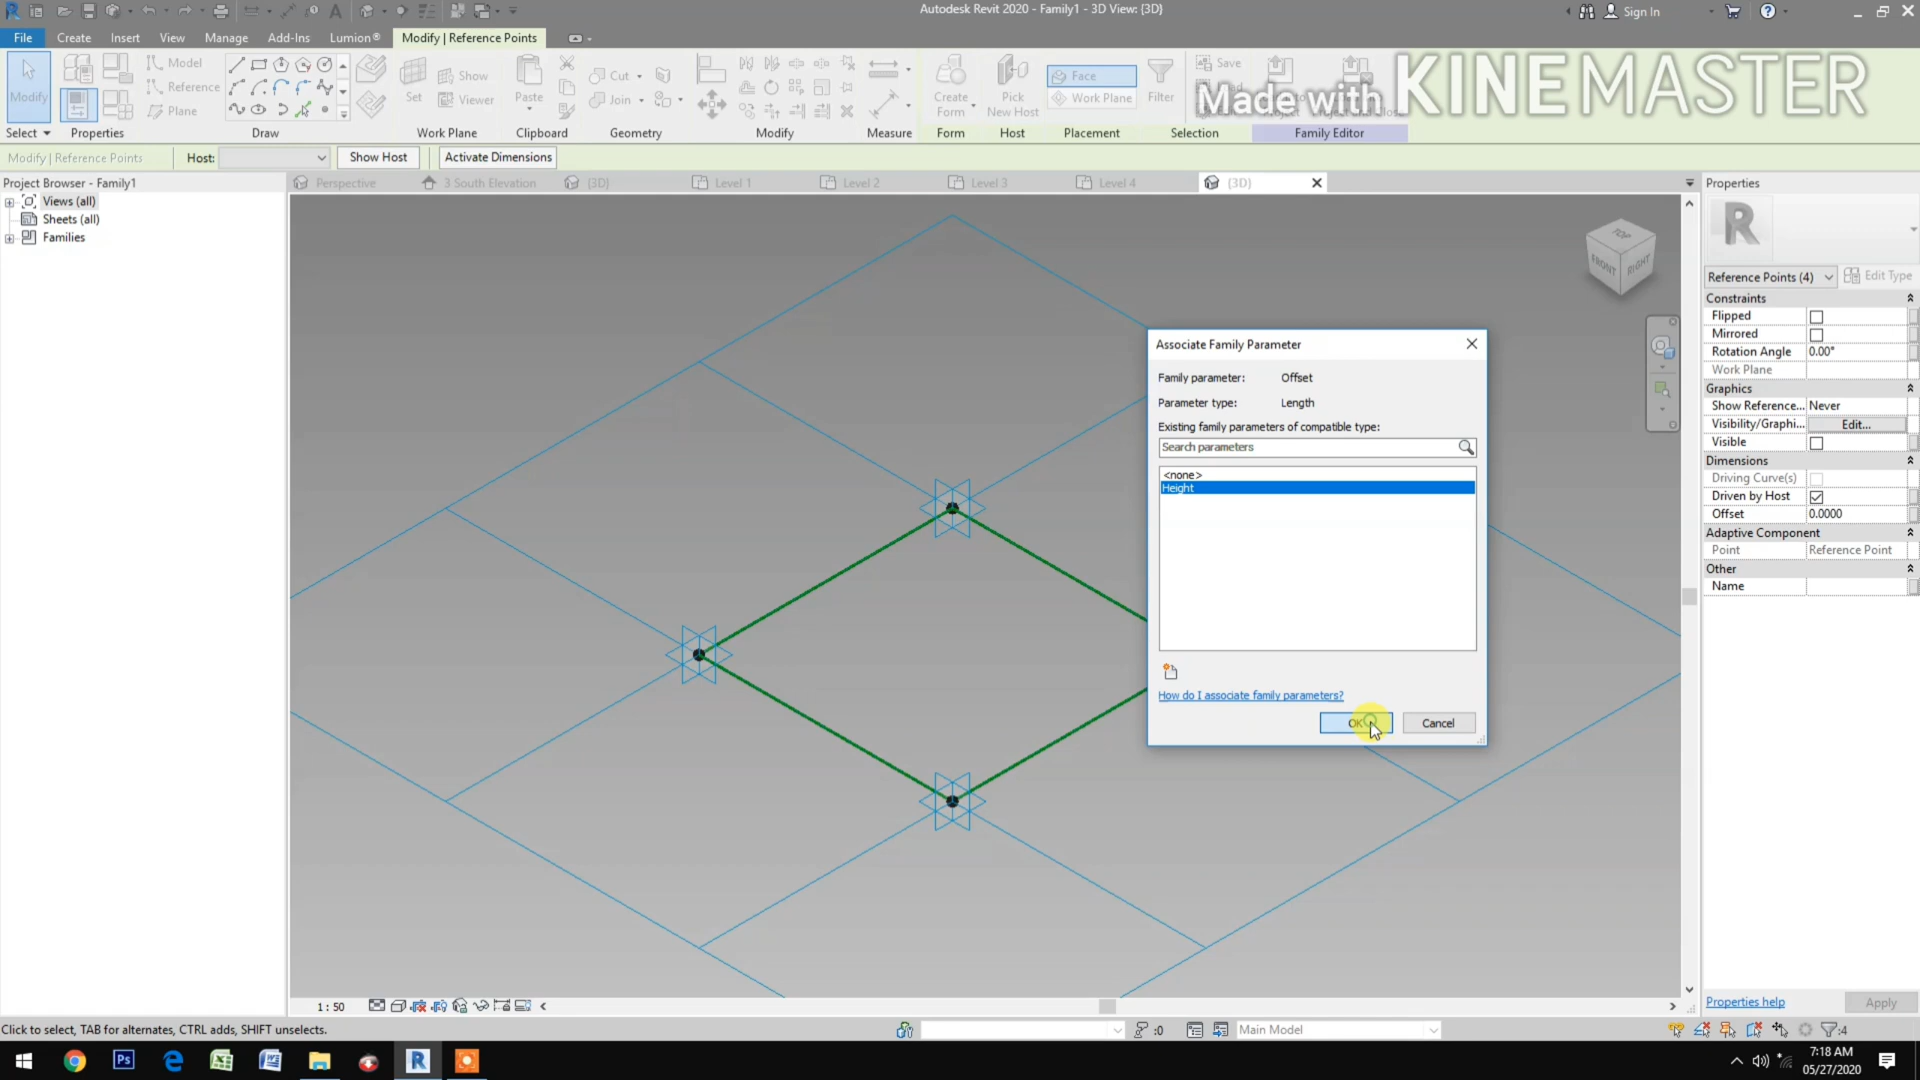 Autodesk Revit 2020 - Family1 - 3D View: {3D}
Sign In
File
Create
Insert
View
Manage
Add-Ins
Lumion®
Modify | Reference Points
Modify
Model
Reference
Plane
Set
Show
Viewer
Paste
Cut
Join
Create
Form
Pick
New Host
Face
Work Plane
Filter
Save
Made with KINEMASTER
Select
Properties
Draw
Work Plane
Clipboard
Geometry
Modify
Measure
Form
Host
Placement
Selection
Family Editor
Modify | Reference Points
Host:
Show Host
Activate Dimensions
Project Browser - Family1
Views (all)
Sheets (all)
Families
Perspective
3 South Elevation
{3D}
Level 1
Level 2
Level 3
Level 4
{3D}
TOP
FRONT
RIGHT
Associate Family Parameter
Family parameter: Offset
Parameter type: Length
Existing family parameters of compatible type:
Search parameters
<none>
Height
How do I associate family parameters?
OK
Cancel
Properties
Reference Points (4)
Edit Type
Constraints
Flipped
Mirrored
Rotation Angle 0.00°
Work Plane
Graphics
Show Reference... Never
Visibility/Graphi... Edit...
Visible
Dimensions
Driving Curve(s)
Driven by Host
Offset 0.0000
Adaptive Component
Point Reference Point
Other
Name
Properties help
Apply
1 : 50
Click to select, TAB for alternates, CTRL adds, SHIFT unselects.
:0
Main Model
:4
7:18 AM
05/27/2020